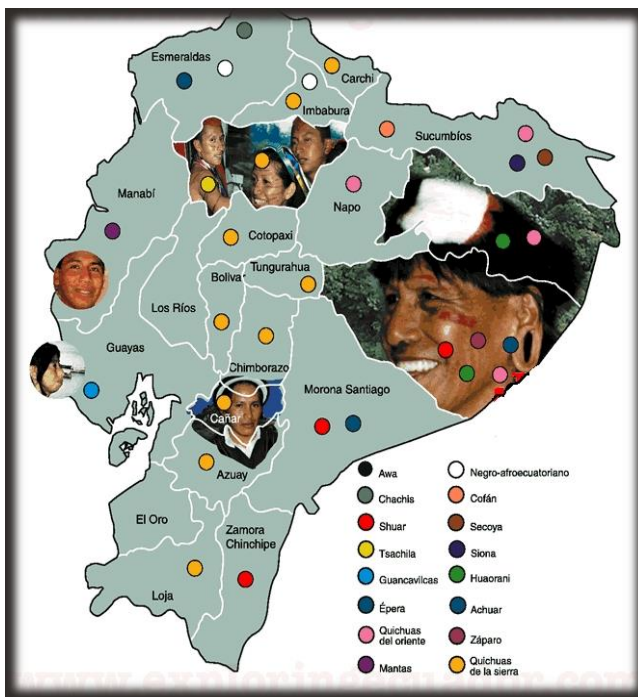 Esmeraldas
Carchi
Imbabura
Sucumbíos
Manabí
Napo
Cotopaxi
Tungurahua
Bolivar
Los Ríos
Guayas
Chimborazo
Morona Santiago
Cañar
Azuay
El Oro
Zamora
Chinchipe
Loja
Awa
Chachis
Shuar
Tsachila
Guancavilcas
Épera
Quichuas
del oriente
Mantas
Negro-afroecuatoriano
Cofán
Secoya
Siona
Huaorani
Achuar
Záparo
Quichuas
de la sierra